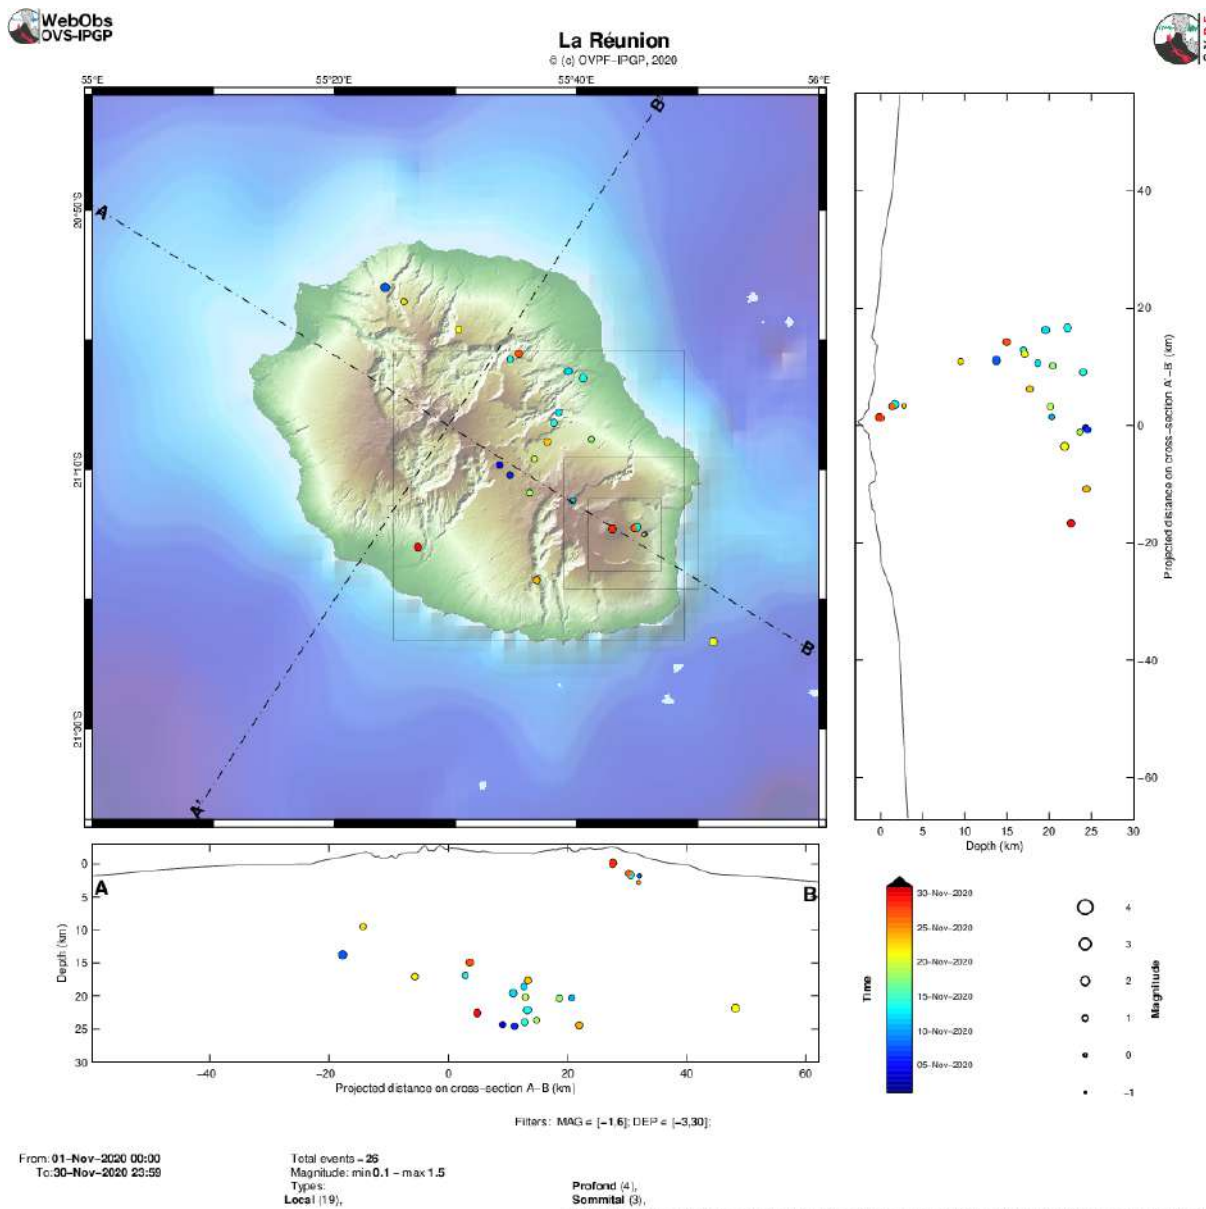 WebObs
OVS-IPGP
La Réunion
© (c) OVPF-IPGP, 2020
55°E
55°20'E
55°40'E
56°E
20°50'S
21°10'S
21°30'S
A
B'
A'
B
40
20
0
-20
-40
-60
Projected distance on cross-section A'-B' (km)
0
5
10
15
20
25
30
Depth (km)
0
5
10
15
20
25
30
Depth (km)
A
B
-40
-20
0
20
40
60
Projected distance on cross-section A-B (km)
Time
30-Nov-2020
25-Nov-2020
20-Nov-2020
15-Nov-2020
10-Nov-2020
05-Nov-2020
4
3
2
1
0
-1
Magnitude
Filters: MAG ∈ [-1,6]; DEP ∈ [-3,30];
From: 01-Nov-2020 00:00
To: 30-Nov-2020 23:59
Total events = 26
Magnitude: min 0.1 - max 1.5
Types:
Local (19),
Profond (4),
Sommital (3),